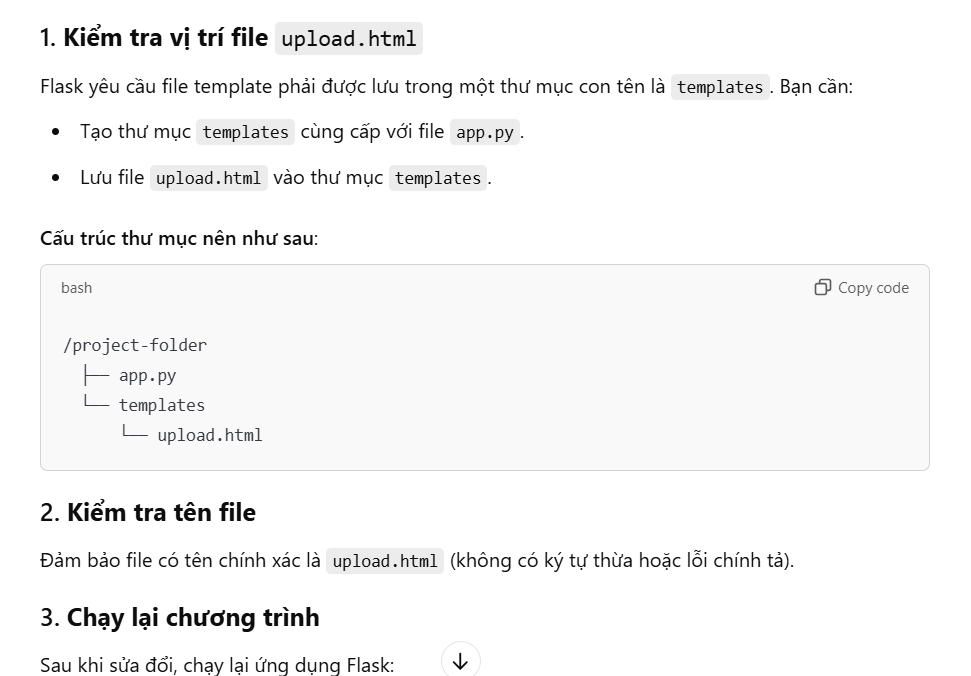 1. Kiểm tra vị trí file upload.html
Flask yêu cầu file template phải được lưu trong một thư mục con tên là templates. Bạn cần:
• Tạo thư mục templates cùng cấp với file app.py.
• Lưu file upload.html vào thư mục templates.
Cấu trúc thư mục nên như sau:
bash
Copy code
/project-folder
├── app.py
└── templates
└── upload.html
2. Kiểm tra tên file
Đảm bảo file có tên chính xác là upload.html (không có ký tự thừa hoặc lỗi chính tả).
3. Chạy lại chương trình
Sau khi sửa đổi, chạy lại ứng dụng Flask: